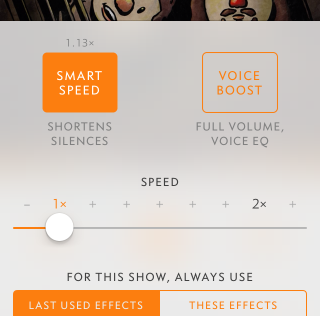 1.13×
SMART
SPEED
VOICE
BOOST
SHORTENS
SILENCES
FULL VOLUME,
VOICE EQ
SPEED
– 1× + + + + + 2× +
FOR THIS SHOW, ALWAYS USE
LAST USED EFFECTS
THESE EFFECTS